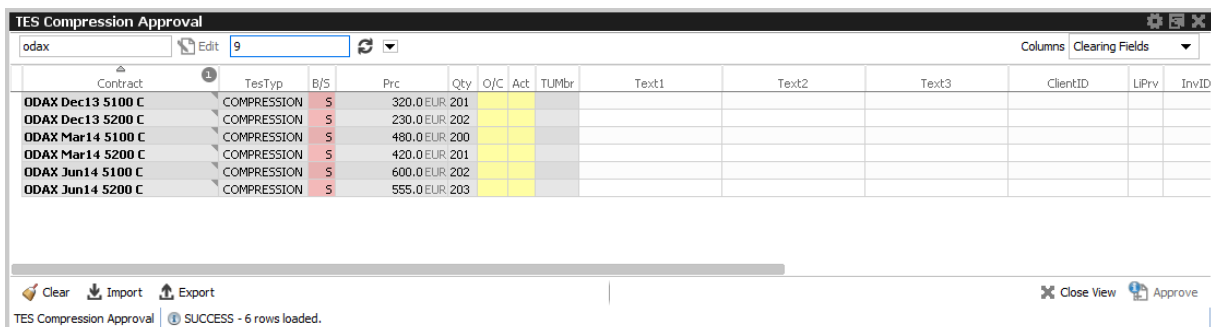 TES Compression Approval
odax Edit 9 Columns Clearing Fields
Contract 1 TesTyp B/S Prc Qty O/C Act TUMbr Text1 Text2 Text3 ClientID LiPrv InvID
ODAX Dec13 5100 C COMPRESSION S 320.0 EUR 201
ODAX Dec13 5200 C COMPRESSION S 230.0 EUR 202
ODAX Mar14 5100 C COMPRESSION S 480.0 EUR 200
ODAX Mar14 5200 C COMPRESSION S 420.0 EUR 201
ODAX Jun14 5100 C COMPRESSION S 600.0 EUR 202
ODAX Jun14 5200 C COMPRESSION S 555.0 EUR 203
Clear Import Export Close View Approve
TES Compression Approval SUCCESS - 6 rows loaded.